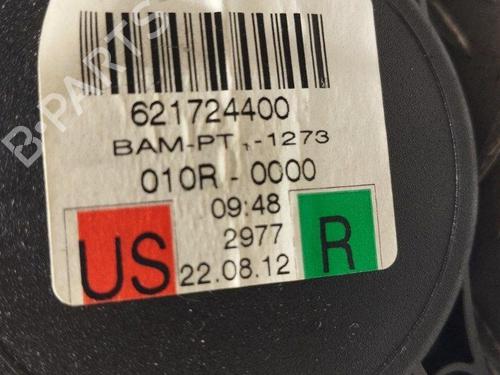 621724400
BAM-PT1-1273
010R - 0000
09:48
2977
22.08.12
US
R
B-PARTS